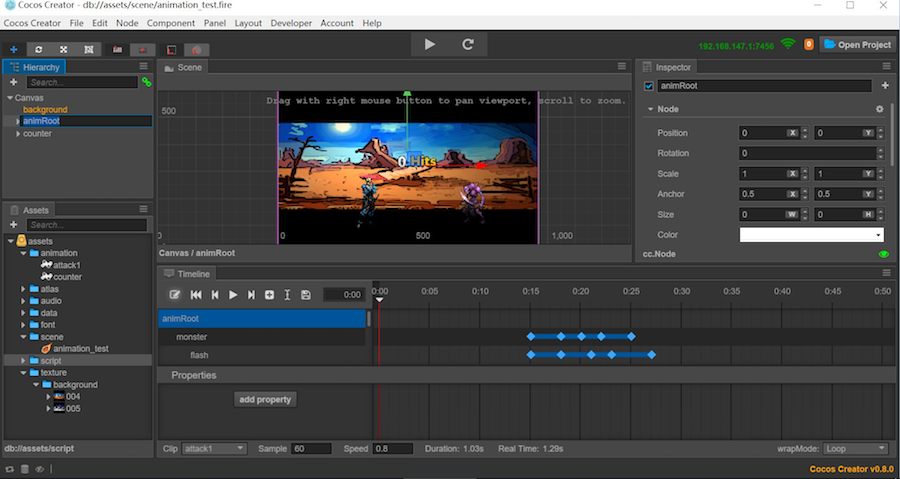 Cocos Creator - db://assets/scene/animation_test.fire
Cocos Creator File Edit Node Component Panel Layout Developer Account Help
192.168.147.1:7456 0 Open Project
Hierarchy
Search...
Canvas
background
animRoot
counter
Assets
Search...
assets
animation
attack1
counter
atlas
audio
data
font
scene
animation_test
script
texture
background
004
005
db://assets/script
Scene
Drag with right mouse button to pan viewport, scroll to zoom.
500
0 Hits
0
0 500 1,000
Canvas / animRoot
Inspector
animRoot
Node
Position 0 X 0 Y
Rotation 0
Scale 1 X 1 Y
Anchor 0.5 X 0.5 Y
Size 0 W 0 H
Color
cc.Node
Timeline
0:00
0:00 0:05 0:10 0:15 0:20 0:25 0:30 0:35 0:40 0:45 0:50
animRoot
monster
flash
Properties
add property
Clip attack1 Sample 60 Speed 0.8 Duration: 1.03s Real Time: 1.29s wrapMode: Loop
Cocos Creator v0.8.0